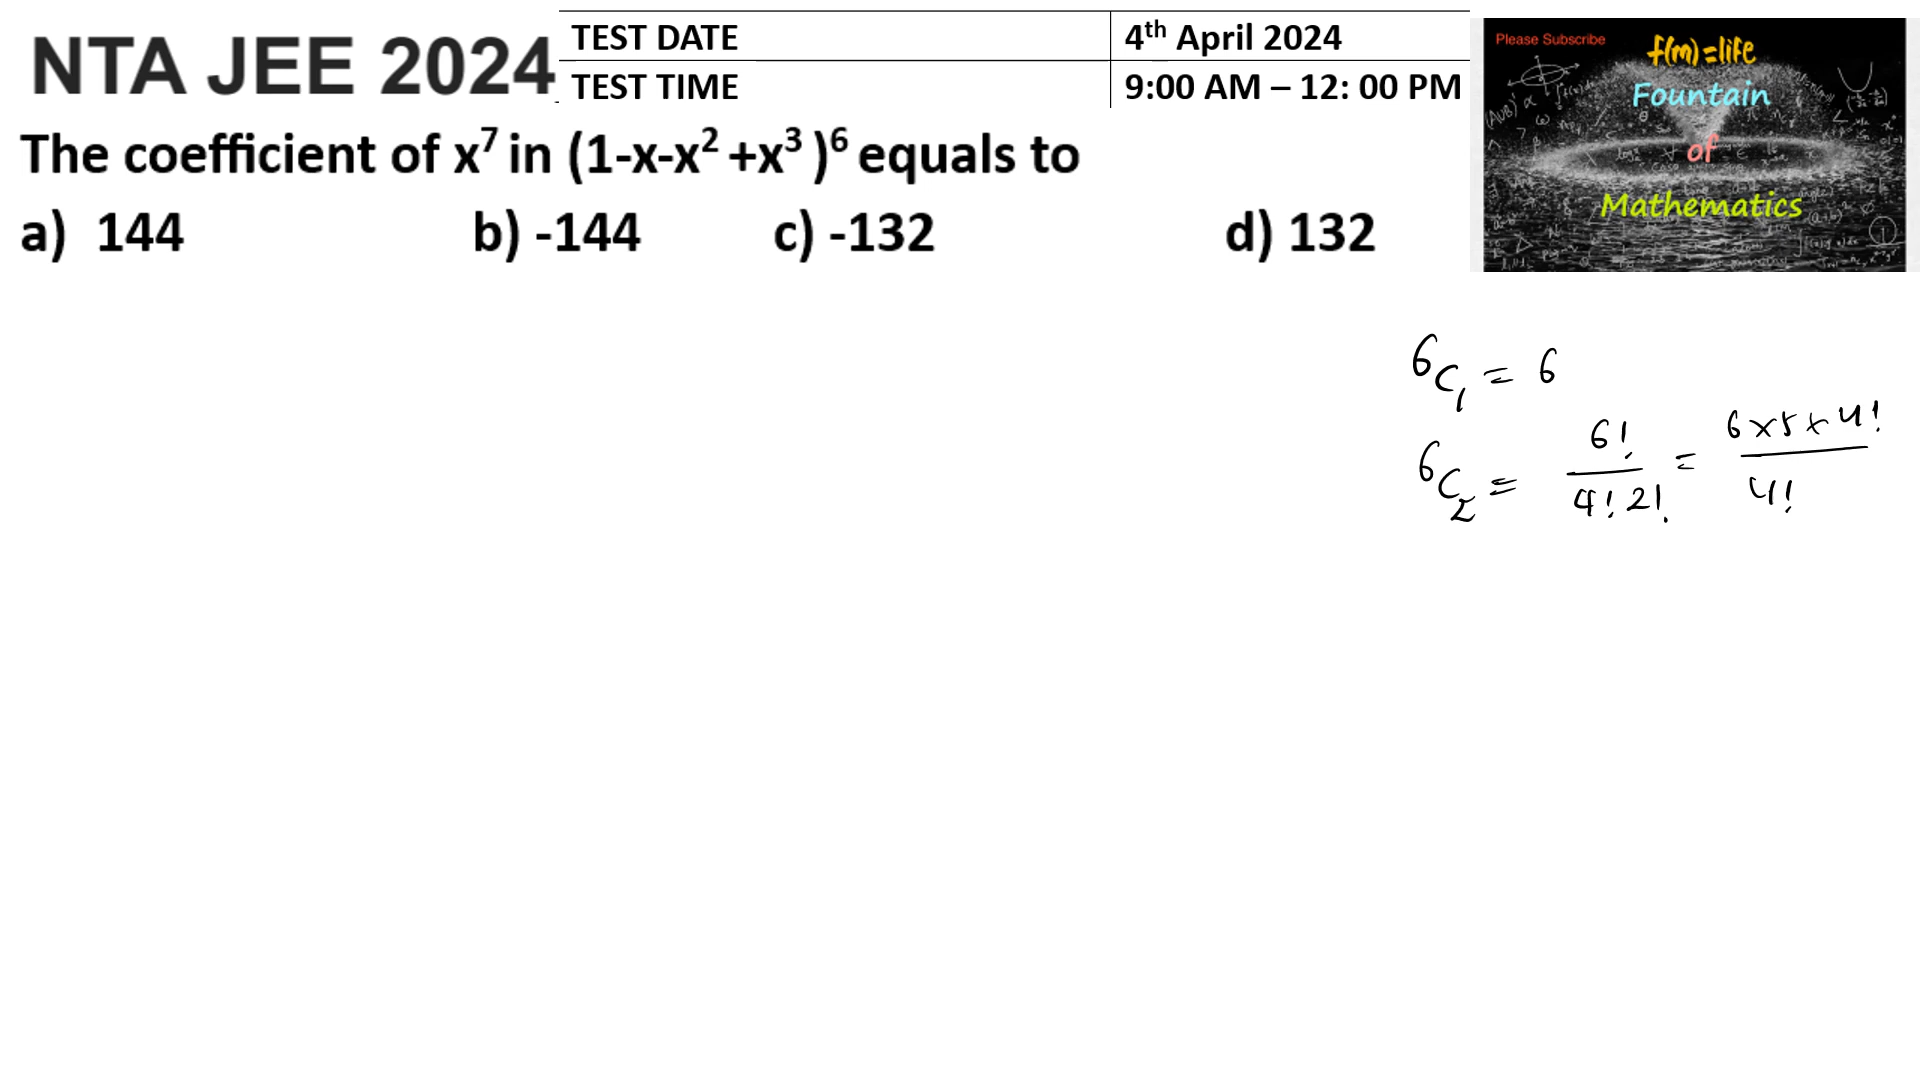 NTA JEE 2024
TEST DATE 4th April 2024
TEST TIME 9:00 AM – 12: 00 PM
Please Subscribe
f(m)=life
Fountain
of
Mathematics
The coefficient of x⁷ in (1-x-x² +x³ )⁶ equals to
a) 144 b) -144 c) -132 d) 132
⁶C₁ = 6
⁶C₂ = 6!/4! 2! = 6×5×4!/4!